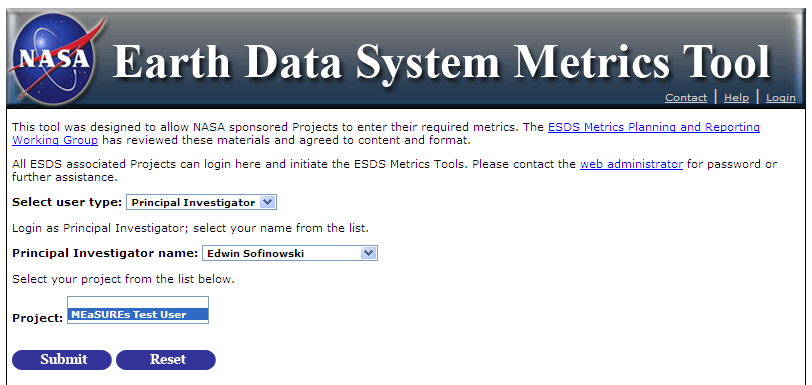 NASA
Earth Data System Metrics Tool
Contact | Help | Login
This tool was designed to allow NASA sponsored Projects to enter their required metrics. The ESDS Metrics Planning and Reporting
Working Group has reviewed these materials and agreed to content and format.
All ESDS associated Projects can login here and initiate the ESDS Metrics Tools. Please contact the web administrator for password or
further assistance.
Select user type: Principal Investigator
Login as Principal Investigator; select your name from the list.
Principal Investigator name: Edwin Sofinowski
Select your project from the list below.
Project: MEaSUREs Test User
Submit Reset